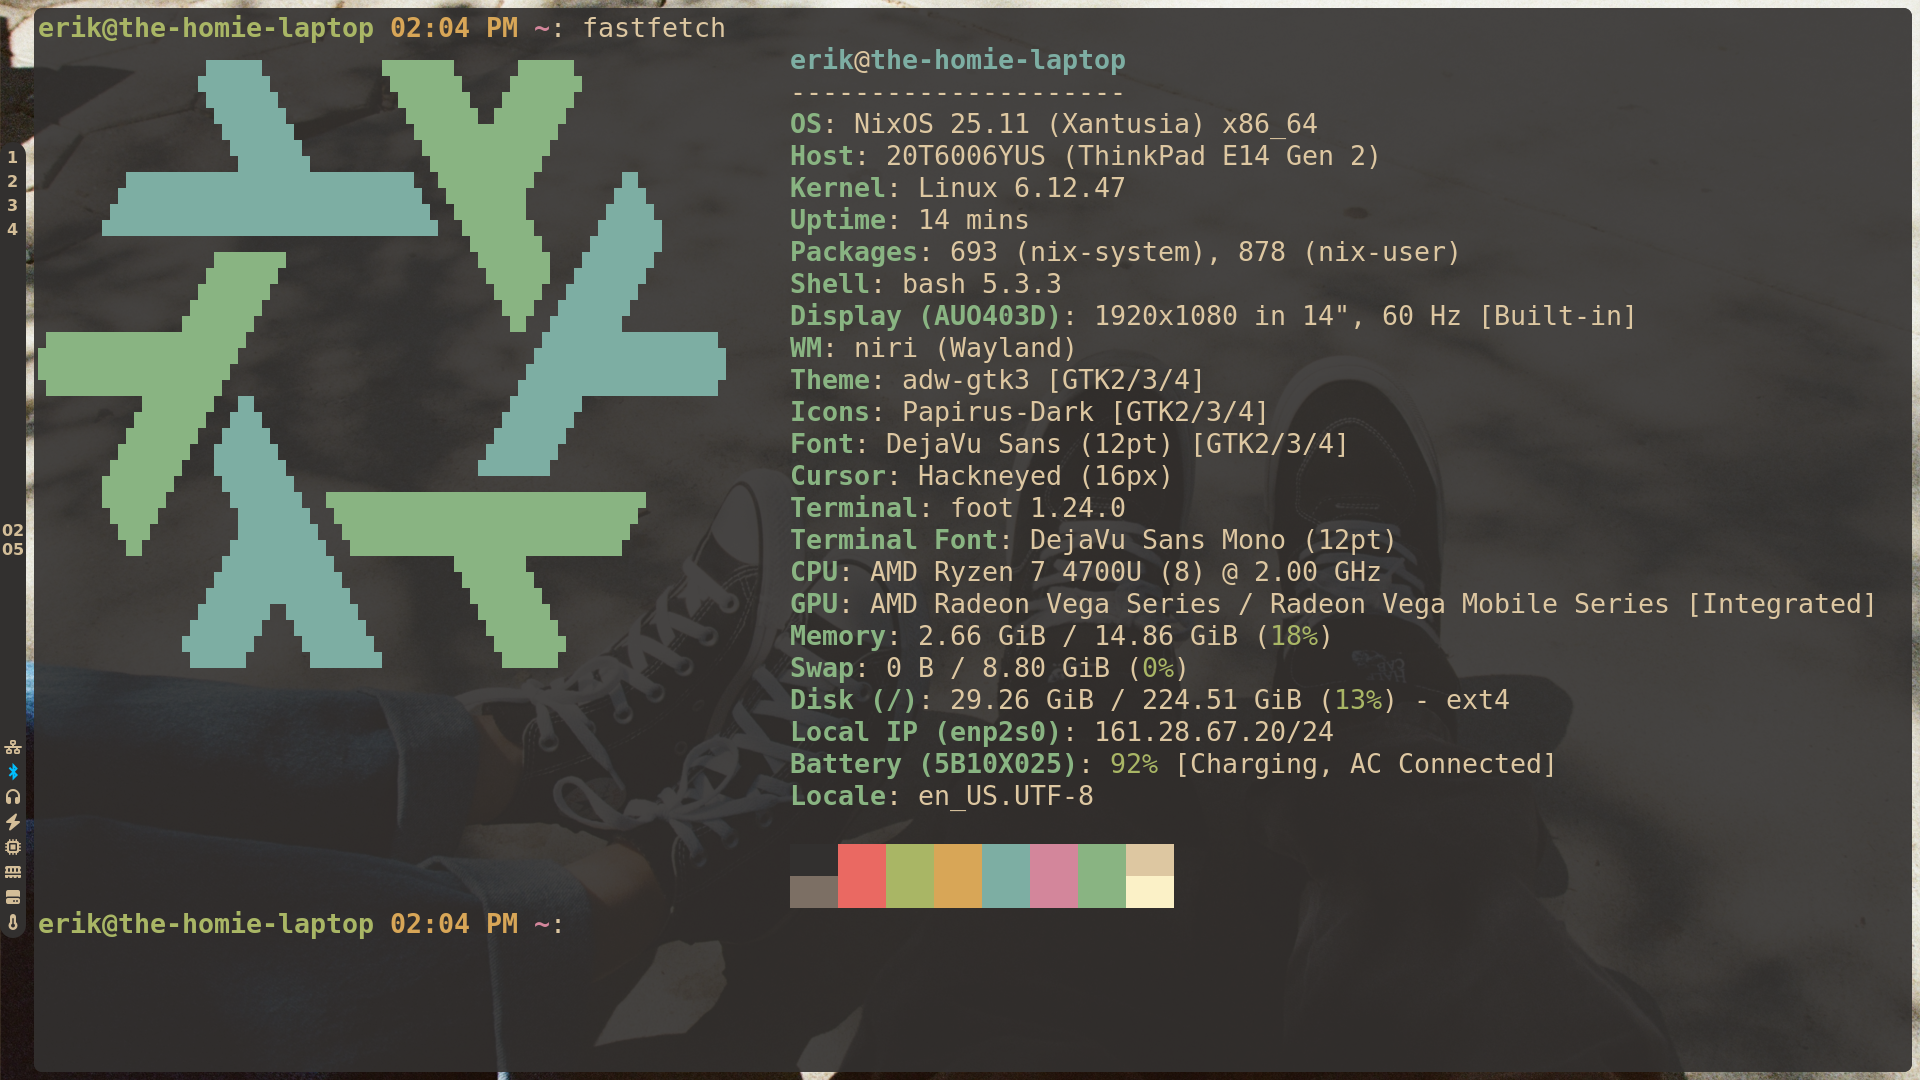 erik@the-homie-laptop 02:04 PM ~: fastfetch
erik@the-homie-laptop
---------------------
OS: NixOS 25.11 (Xantusia) x86_64
Host: 20T6006YUS (ThinkPad E14 Gen 2)
Kernel: Linux 6.12.47
Uptime: 14 mins
Packages: 693 (nix-system), 878 (nix-user)
Shell: bash 5.3.3
Display (AUO403D): 1920x1080 in 14", 60 Hz [Built-in]
WM: niri (Wayland)
Theme: adw-gtk3 [GTK2/3/4]
Icons: Papirus-Dark [GTK2/3/4]
Font: DejaVu Sans (12pt) [GTK2/3/4]
Cursor: Hackneyed (16px)
Terminal: foot 1.24.0
Terminal Font: DejaVu Sans Mono (12pt)
CPU: AMD Ryzen 7 4700U (8) @ 2.00 GHz
GPU: AMD Radeon Vega Series / Radeon Vega Mobile Series [Integrated]
Memory: 2.66 GiB / 14.86 GiB (18%)
Swap: 0 B / 8.80 GiB (0%)
Disk (/): 29.26 GiB / 224.51 GiB (13%) - ext4
Local IP (enp2s0): 161.28.67.20/24
Battery (5B10X025): 92% [Charging, AC Connected]
Locale: en_US.UTF-8
erik@the-homie-laptop 02:04 PM ~:
1
2
3
4
02
05